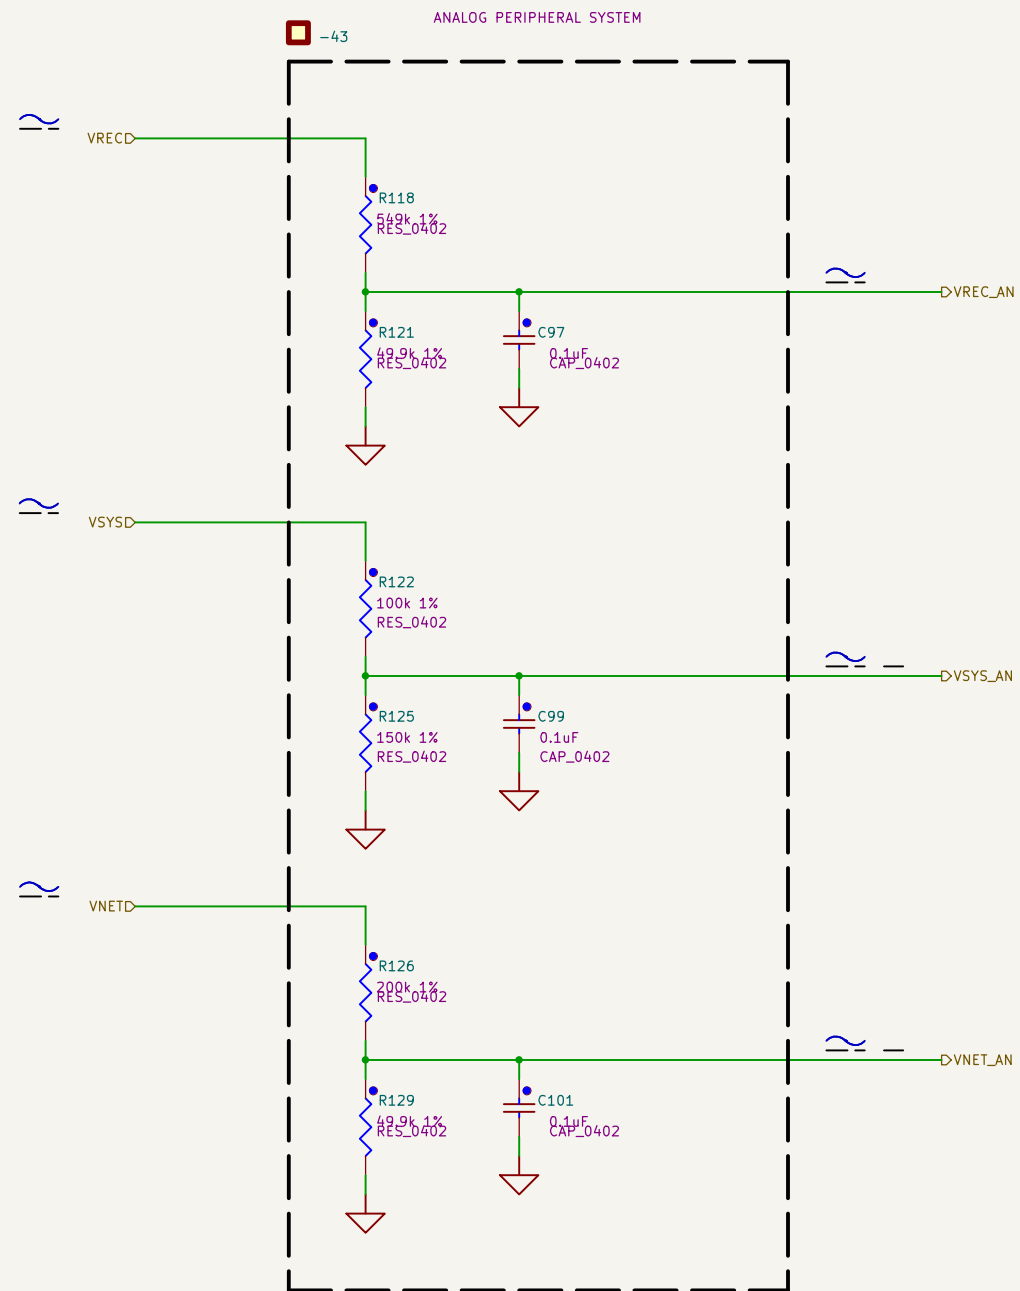 ANALOG PERIPHERAL SYSTEM
-43
VREC
R118
549k 1%
RES_0402
VREC_AN
R121
49.9k 1%
RES_0402
C97
0.1uF
CAP_0402
VSYS
R122
100k 1%
RES_0402
VSYS_AN
R125
150k 1%
RES_0402
C99
0.1uF
CAP_0402
VNET
R126
200k 1%
RES_0402
VNET_AN
R129
49.9k 1%
RES_0402
C101
0.1uF
CAP_0402